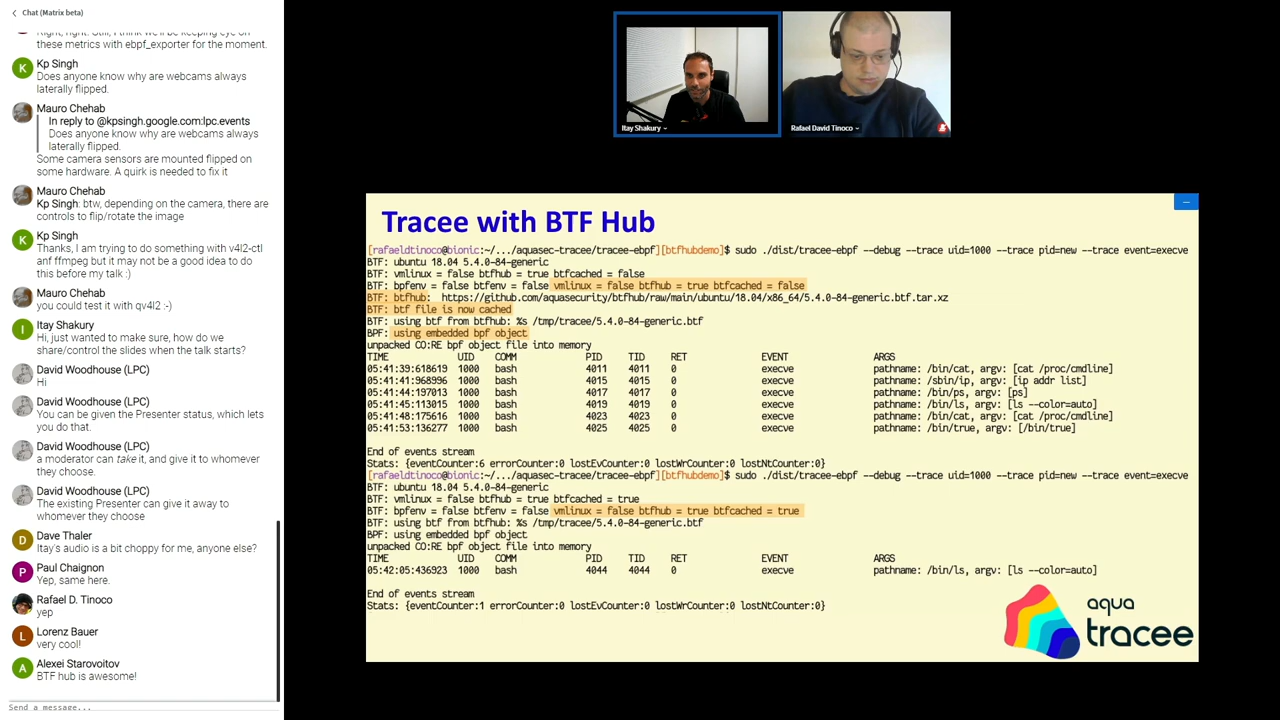 Chat (Matrix beta)
these metrics with ebpf_exporter for the moment.
K
Kp Singh
Does anyone know why are webcams always
laterally flipped.
Mauro Chehab
In reply to @kpsingh.google.com:lpc.events
Does anyone know why are webcams always
laterally flipped.
Some camera sensors are mounted flipped on
some hardware. A quirk is needed to fix it
Mauro Chehab
Kp Singh: btw, depending on the camera, there are
controls to flip/rotate the image
K
Kp Singh
Thanks, I am trying to do something with v4l2-ctl
anf ffmpeg but it may not be a good idea to do
this before my talk :)
Mauro Chehab
you could test it with qv4l2 :-)
I
Itay Shakury
Hi, just wanted to make sure, how do we
share/control the slides when the talk starts?
David Woodhouse (LPC)
Hi
David Woodhouse (LPC)
You can be given the Presenter status, which lets
you do that.
David Woodhouse (LPC)
a moderator can take it, and give it to whomever
they choose.
David Woodhouse (LPC)
The existing Presenter can give it away to
whomever they choose
D
Dave Thaler
Itay's audio is a bit choppy for me, anyone else?
P
Paul Chaignon
Yep, same here.
Rafael D. Tinoco
yep
L
Lorenz Bauer
very cool!
A
Alexei Starovoitov
BTF hub is awesome!
Send a message...
Itay Shakury
Rafael David Tinoco
Tracee with BTF Hub
[rafaeldtinoco@bionic:~/.../aquasec-tracee/tracee-ebpf][btfhubdemo]$ sudo ./dist/tracee-ebpf --debug --trace uid=1000 --trace pid=new --trace event=execve
BTF: ubuntu 18.04 5.4.0-84-generic
BTF: vmlinux = false btfhub = true btfcached = false
BTF: bpfenv = false btfenv = false vmlinux = false btfhub = true btfcached = false
BTF: btfhub: https://github.com/aquasecurity/btfhub/raw/main/ubuntu/18.04/x86_64/5.4.0-84-generic.btf.tar.xz
BTF: btf file is now cached
BTF: using btf from btfhub: %s /tmp/tracee/5.4.0-84-generic.btf
BPF: using embedded bpf object
unpacked CO:RE bpf object file into memory
TIME UID COMM PID TID RET EVENT ARGS
05:41:39:618619 1000 bash 4011 4011 0 execve pathname: /bin/cat, argv: [cat /proc/cmdline]
05:41:41:968996 1000 bash 4015 4015 0 execve pathname: /sbin/ip, argv: [ip addr list]
05:41:44:197013 1000 bash 4017 4017 0 execve pathname: /bin/ps, argv: [ps]
05:41:45:113015 1000 bash 4019 4019 0 execve pathname: /bin/ls, argv: [ls --color=auto]
05:41:48:175616 1000 bash 4023 4023 0 execve pathname: /bin/cat, argv: [cat /proc/cmdline]
05:41:53:136277 1000 bash 4025 4025 0 execve pathname: /bin/true, argv: [/bin/true]
End of events stream
Stats: {eventCounter:6 errorCounter:0 lostEvCounter:0 lostWrCounter:0 lostNtCounter:0}
[rafaeldtinoco@bionic:~/.../aquasec-tracee/tracee-ebpf][btfhubdemo]$ sudo ./dist/tracee-ebpf --debug --trace uid=1000 --trace pid=new --trace event=execve
BTF: ubuntu 18.04 5.4.0-84-generic
BTF: vmlinux = false btfhub = true btfcached = true
BTF: bpfenv = false btfenv = false vmlinux = false btfhub = true btfcached = true
BTF: using btf from btfhub: %s /tmp/tracee/5.4.0-84-generic.btf
BPF: using embedded bpf object
unpacked CO:RE bpf object file into memory
TIME UID COMM PID TID RET EVENT ARGS
05:42:05:436923 1000 bash 4044 4044 0 execve pathname: /bin/ls, argv: [ls --color=auto]
End of events stream
Stats: {eventCounter:1 errorCounter:0 lostEvCounter:0 lostWrCounter:0 lostNtCounter:0}
aqua
tracee